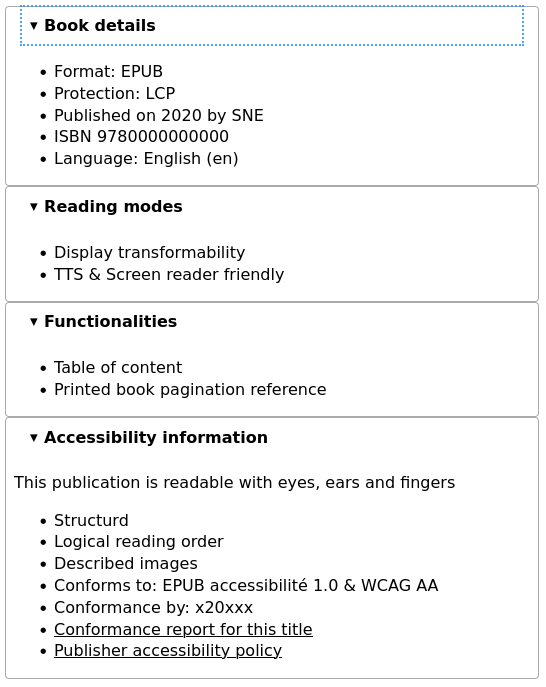 Book details
Format: EPUB
Protection: LCP
Published on 2020 by SNE
ISBN 9780000000000
Language: English (en)
Reading modes
Display transformability
TTS & Screen reader friendly
Functionalities
Table of content
Printed book pagination reference
Accessibility information
This publication is readable with eyes, ears and fingers
Structurd
Logical reading order
Described images
Conforms to: EPUB accessibilité 1.0 & WCAG AA
Conformance by: x20xxx
Conformance report for this title
Publisher accessibility policy